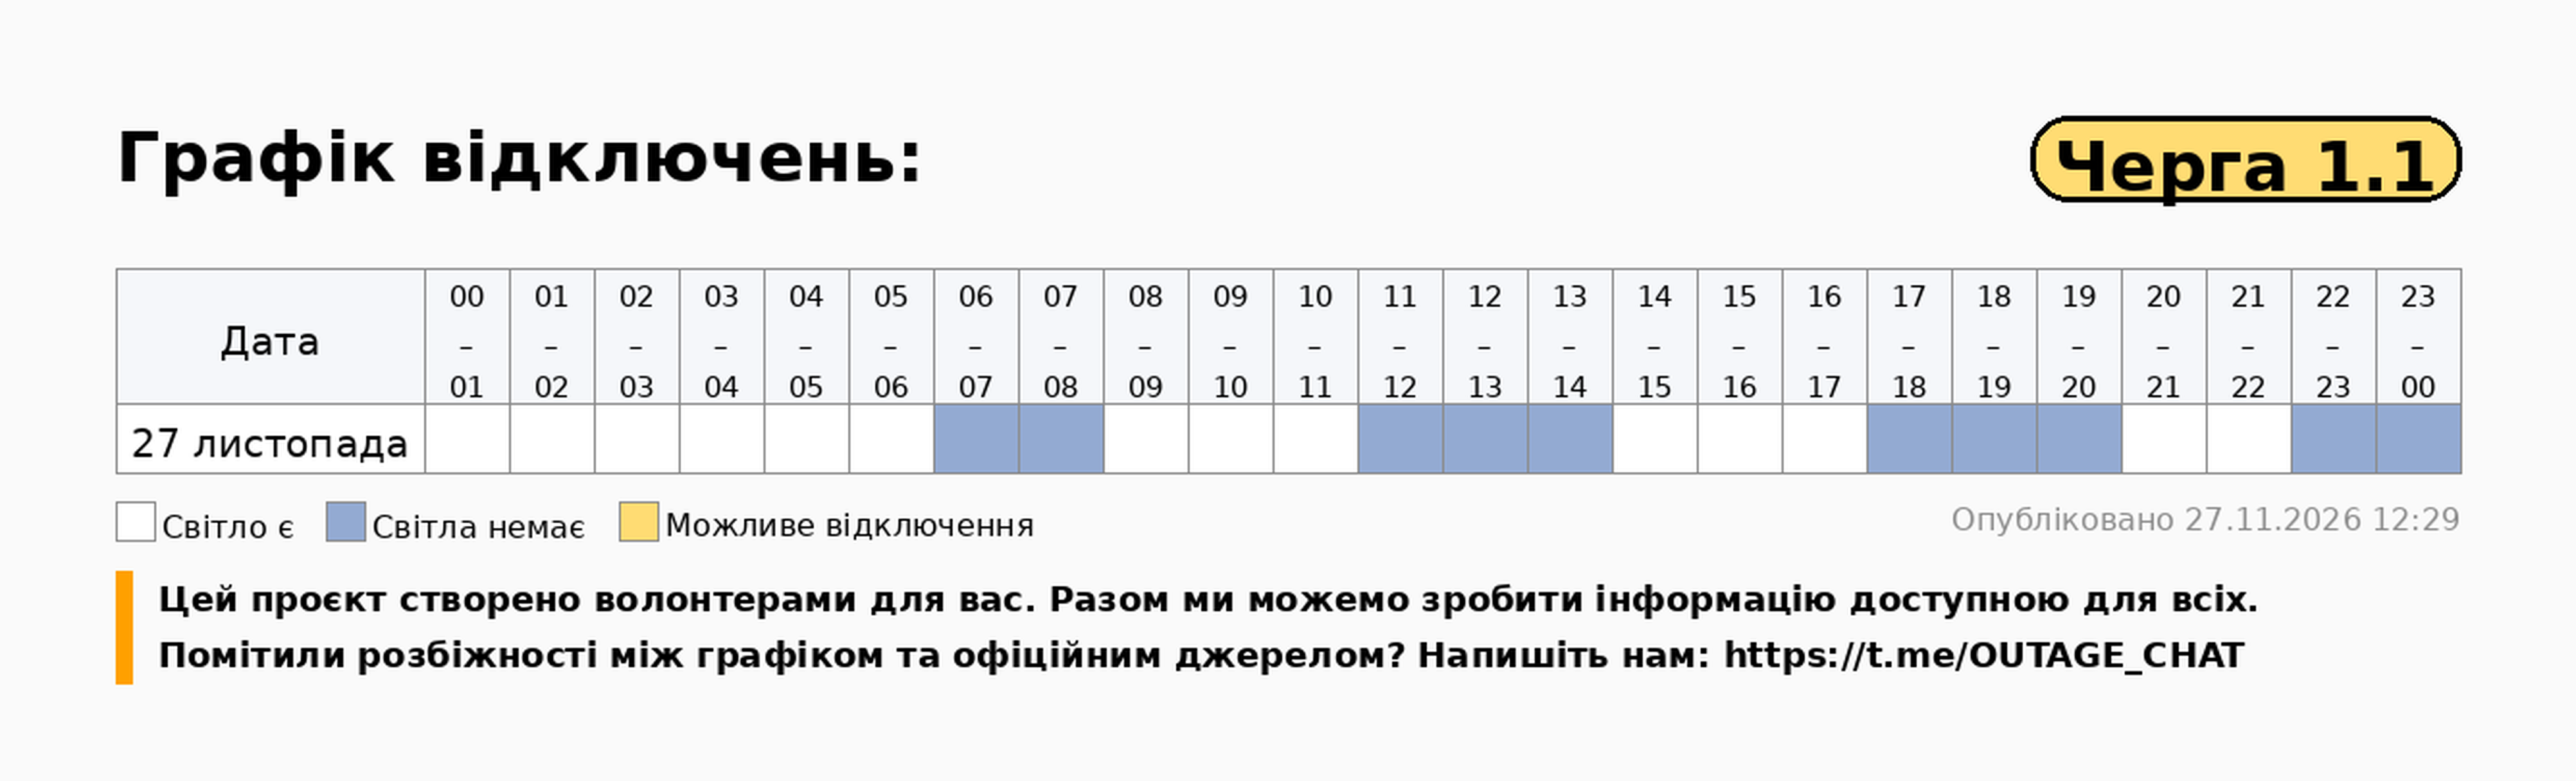 Графік відключень:
Черга 1.1
Дата
00 – 01
01 – 02
02 – 03
03 – 04
04 – 05
05 – 06
06 – 07
07 – 08
08 – 09
09 – 10
10 – 11
11 – 12
12 – 13
13 – 14
14 – 15
15 – 16
16 – 17
17 – 18
18 – 19
19 – 20
20 – 21
21 – 22
22 – 23
23 – 00
27 листопада
Світло є
Світла немає
Можливе відключення
Опубліковано 27.11.2026 12:29
Цей проєкт створено волонтерами для вас. Разом ми можемо зробити інформацію доступною для всіх.
Помітили розбіжності між графіком та офіційним джерелом? Напишіть нам: https://t.me/OUTAGE_CHAT